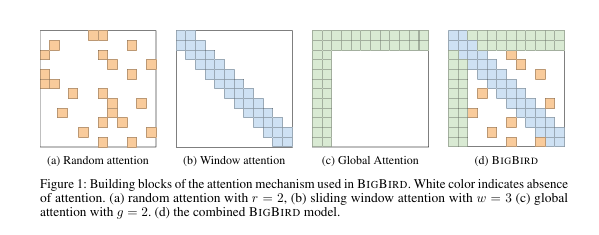 (a) Random attention (b) Window attention (c) Global Attention (d) BIGBIRD
Figure 1: Building blocks of the attention mechanism used in BIGBIRD. White color indicates absence
of attention. (a) random attention with r = 2, (b) sliding window attention with w = 3 (c) global
attention with g = 2. (d) the combined BIGBIRD model.